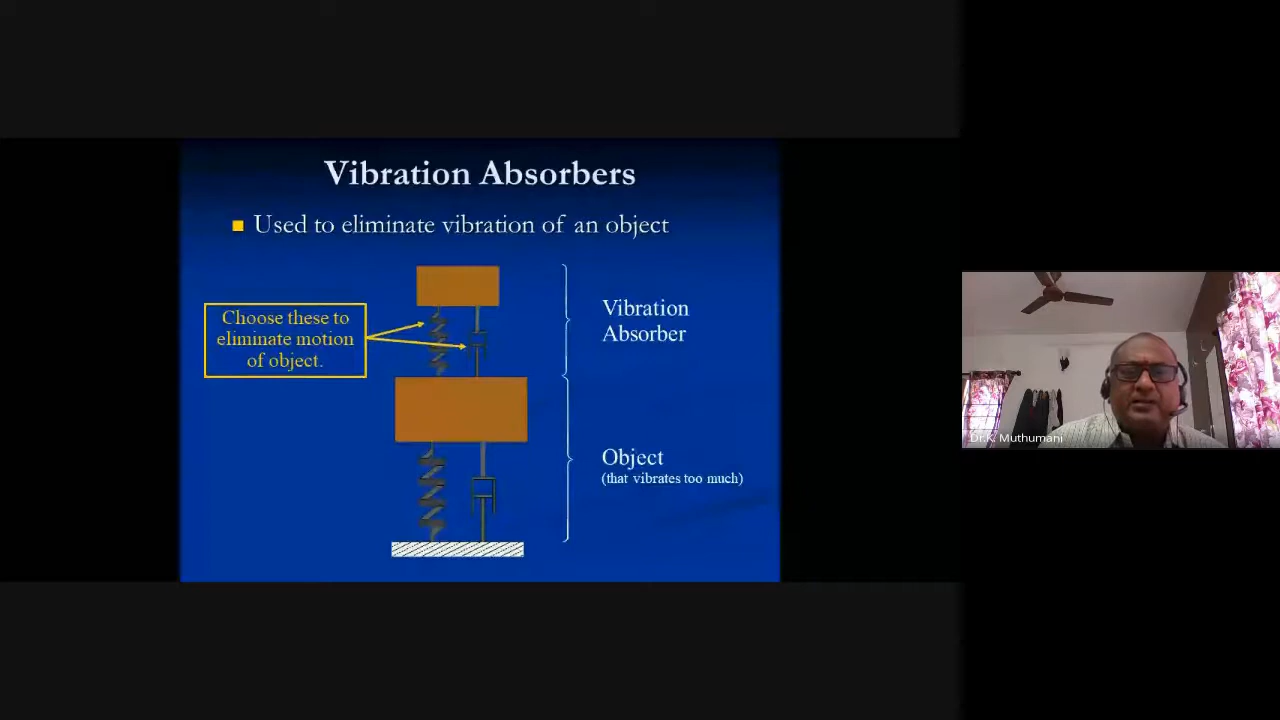 Vibration Absorbers
Used to eliminate vibration of an object
Choose these to
eliminate motion
of object.
Vibration
Absorber
Object
(that vibrates too much)
Dr.K. Muthumani